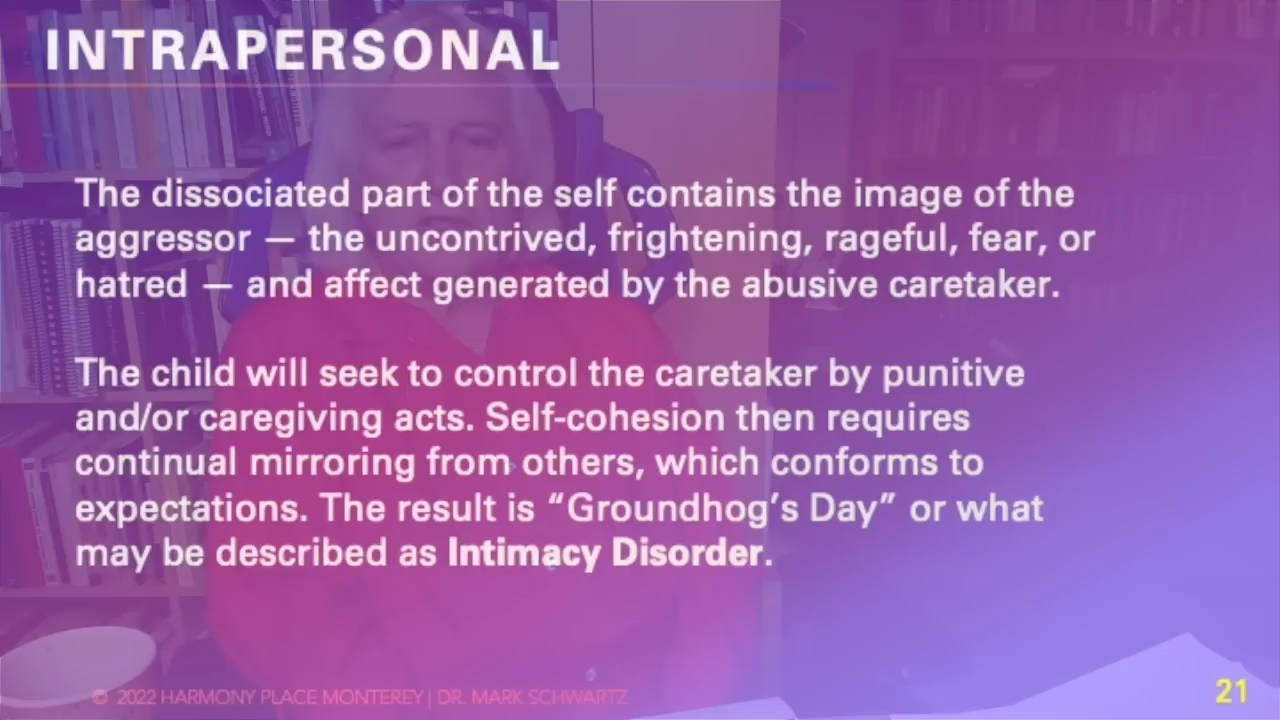 INTRAPERSONAL
The dissociated part of the self contains the image of the
aggressor — the uncontrived, frightening, rageful, fear, or
hatred — and affect generated by the abusive caretaker.
The child will seek to control the caretaker by punitive
and/or caregiving acts. Self-cohesion then requires
continual mirroring from others, which conforms to
expectations. The result is “Groundhog’s Day” or what
may be described as Intimacy Disorder.
© 2022 HARMONY PLACE MONTEREY | DR. MARK SCHWARTZ
21